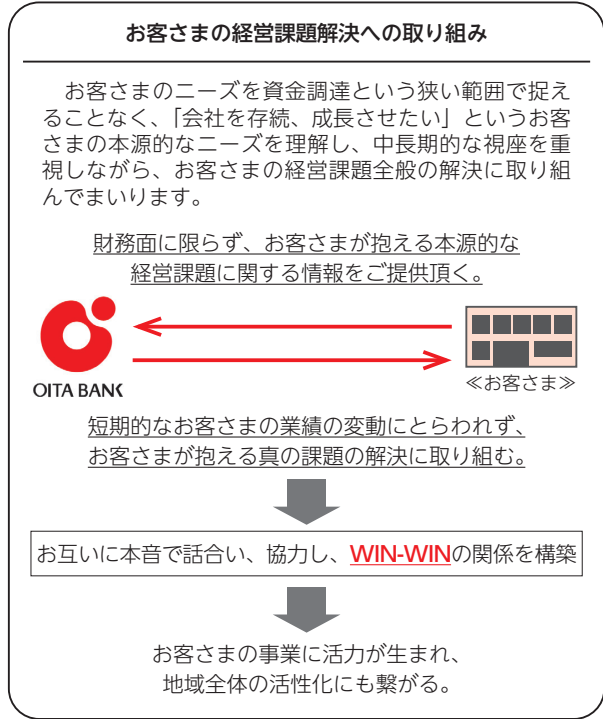 お客さまの経営課題解決への取り組み
お客さまのニーズを資金調達という狭い範囲で捉え
ることなく、「会社を存続、成長させたい」というお客
さまの本源的なニーズを理解し、中長期的な視座を重
視しながら、お客さまの経営課題全般の解決に取り組
んでまいります。
財務面に限らず、お客さまが抱える本源的な
経営課題に関する情報をご提供頂く。
OITA BANK
≪お客さま≫
短期的なお客さまの業績の変動にとらわれず、
お客さまが抱える真の課題の解決に取り組む。
お互いに本音で話合い、協力し、WIN-WINの関係を構築
お客さまの事業に活力が生まれ、
地域全体の活性化にも繋がる。